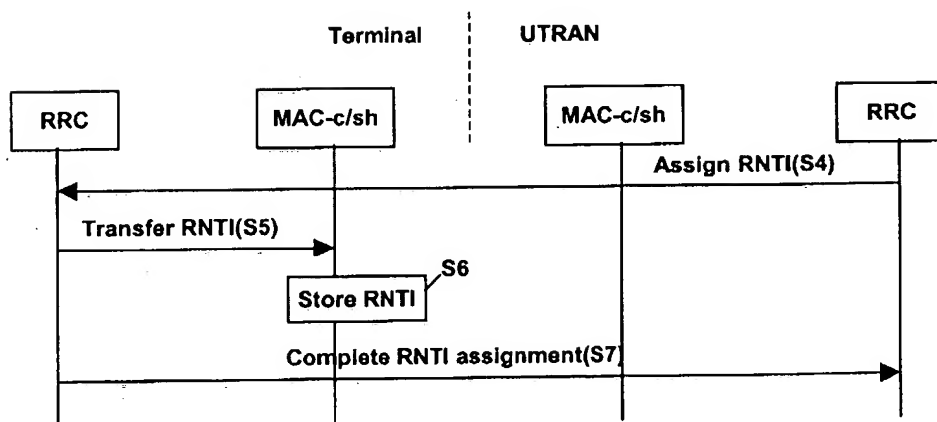 Terminal
UTRAN
RRC
MAC-c/sh
MAC-c/sh
RRC
Assign RNTI(S4)
Transfer RNTI(S5)
S6
Store RNTI
Complete RNTI assignment(S7)